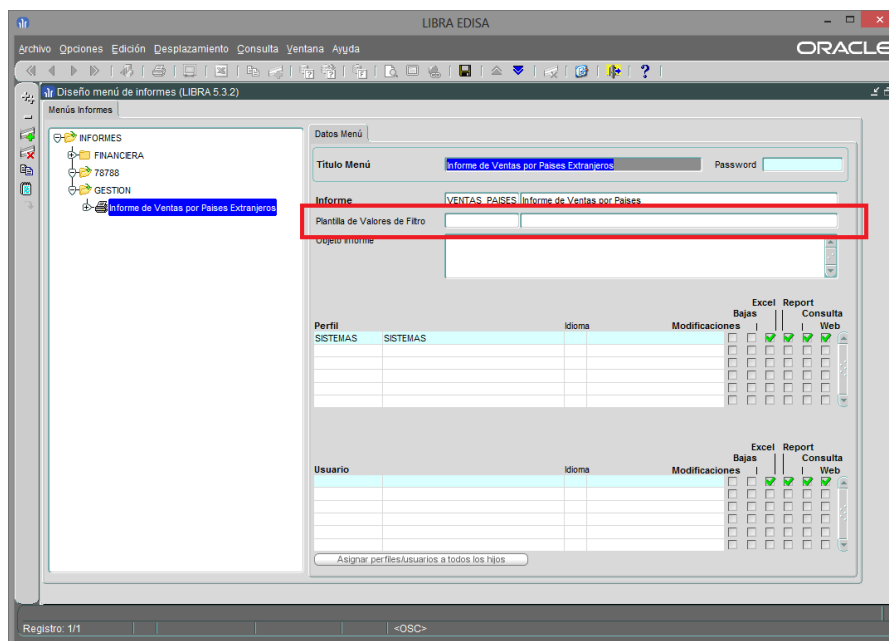 LIBRA EDISA
Archivo Opciones Edición Desplazamiento Consulta Ventana Ayuda
ORACLE
Diseño menú de informes (LIBRA 5.3.2)
Menús Informes
INFORMES
FINANCIERA
78788
GESTION
Informe de Ventas por Paises Extranjeros
Datos Menú
Título Menú Informe de Ventas por Paises Extranjeros Password
Informe VENTAS_PAISES Informe de Ventas por Paises
Plantilla de Valores de Filtro
Objeto Informe
Excel Report
Bajas Consulta
Perfil Idioma Modificaciones Web
SISTEMAS SISTEMAS
Excel Report
Bajas Consulta
Usuario Idioma Modificaciones Web
Asignar perfiles/usuarios a todos los hijos
Registro: 1/1 <OSC>